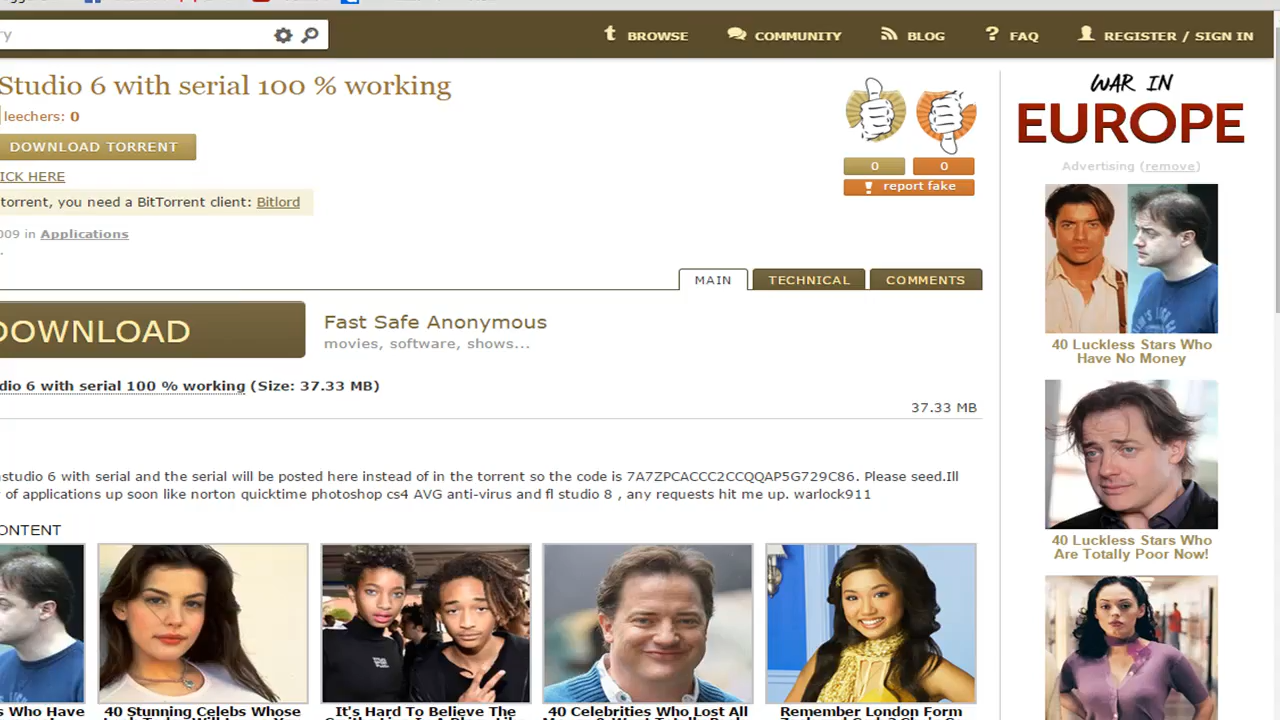 ry
BROWSE
COMMUNITY
BLOG
? FAQ
REGISTER / SIGN IN
Studio 6 with serial 100 % working
leechers: 0
DOWNLOAD TORRENT
ICK HERE
torrent, you need a BitTorrent client: Bitlord
009 in Applications
0
0
report fake
WAR IN
EUROPE
Advertising (remove)
MAIN
TECHNICAL
COMMENTS
DOWNLOAD
Fast Safe Anonymous
movies, software, shows...
dio 6 with serial 100 % working (Size: 37.33 MB)
37.33 MB
studio 6 with serial and the serial will be posted here instead of in the torrent so the code is 7A7ZPCACCC2CCQQAP5G729C86. Please seed.Ill
of applications up soon like norton quicktime photoshop cs4 AVG anti-virus and fl studio 8 , any requests hit me up. warlock911
ONTENT
40 Luckless Stars Who
Have No Money
40 Luckless Stars Who
Are Totally Poor Now!
s Who Have
40 Stunning Celebs Whose
It's Hard To Believe The
40 Celebrities Who Lost All
Remember London From